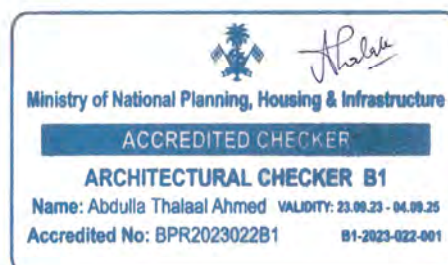 Ministry of National Planning, Housing & Infrastructure
ACCREDITED CHECKER
ARCHITECTURAL CHECKER B1
Name: Abdulla Thalaal Ahmed VALIDITY: 23.09.23 - 04.09.25
Accredited No: BPR2023022B1 B1-2023-022-001